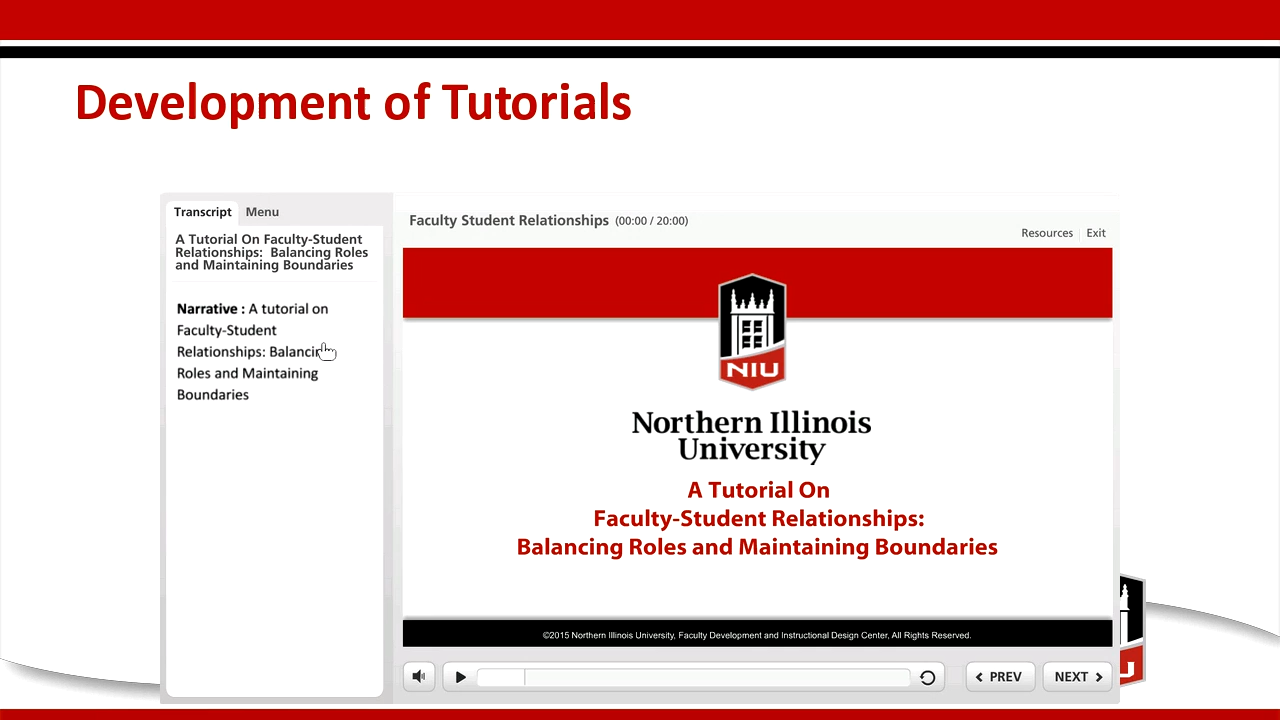 Development of Tutorials
Transcript Menu
A Tutorial On Faculty-Student
Relationships: Balancing Roles
and Maintaining Boundaries
Narrative : A tutorial on
Faculty-Student
Relationships: Balancing
Roles and Maintaining
Boundaries
Faculty Student Relationships (00:00 / 20:00)
Resources Exit
NIU
Northern Illinois
University
A Tutorial On
Faculty-Student Relationships:
Balancing Roles and Maintaining Boundaries
©2015 Northern Illinois University, Faculty Development and Instructional Design Center, All Rights Reserved.
PREV NEXT
U